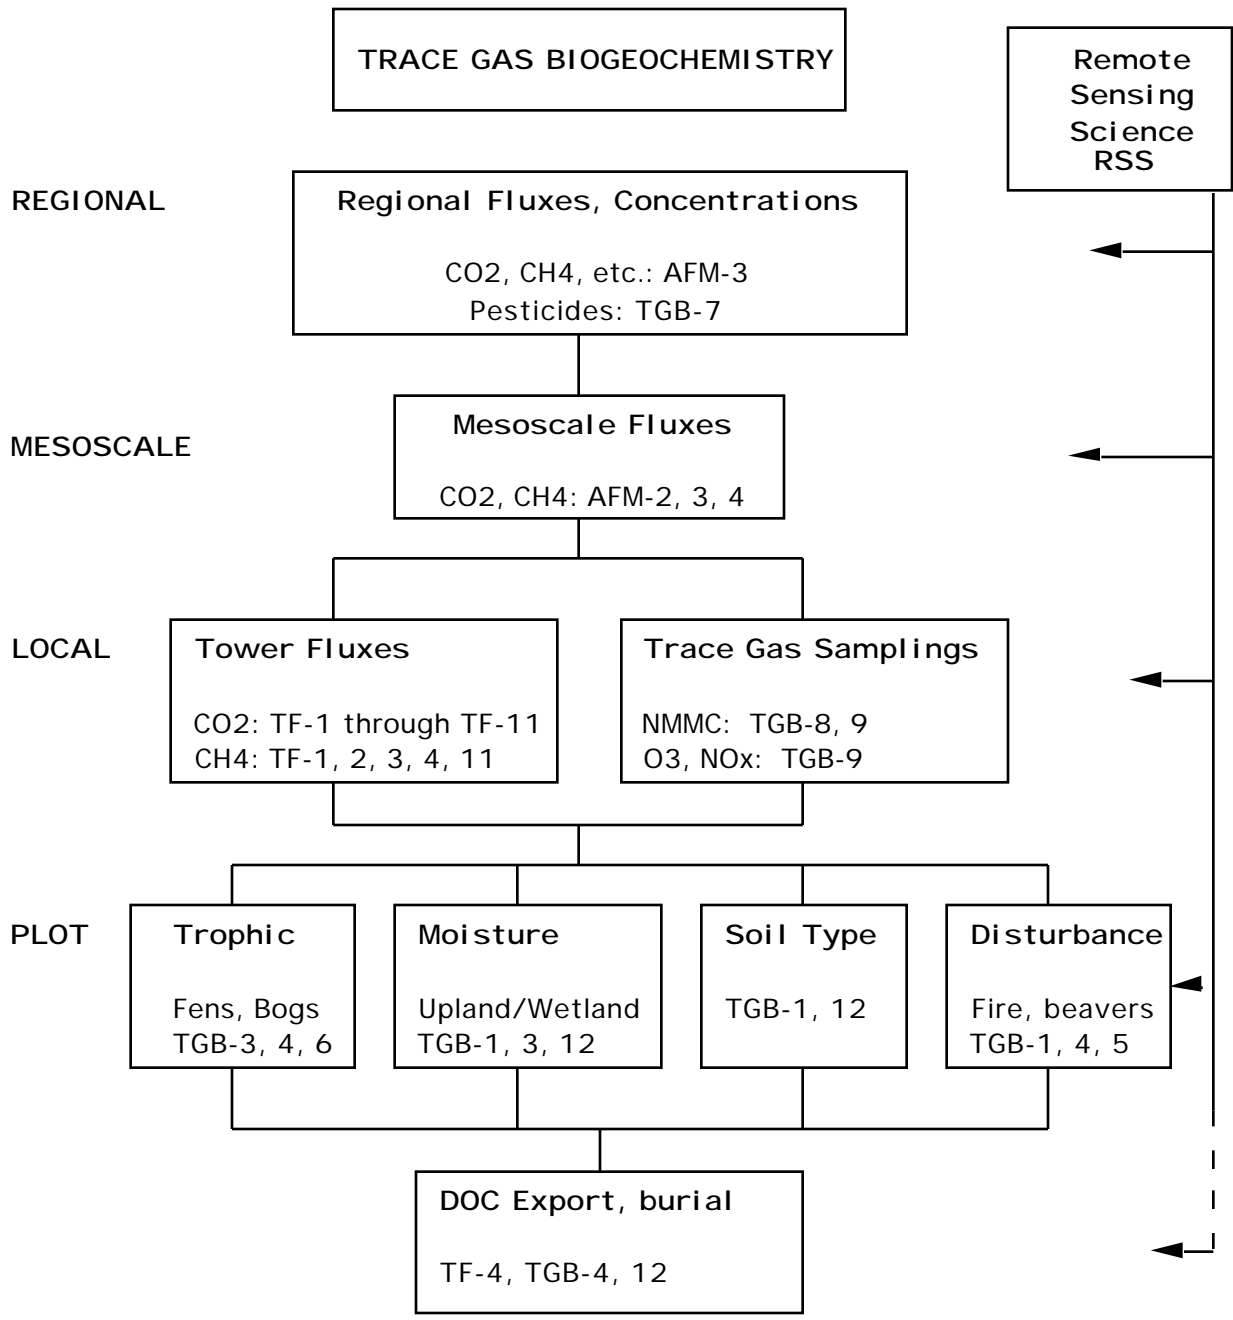 TRACE GAS BIOGEOCHEMISTRY
Remote
Sensing
Science
RSS
REGIONAL
Regional Fluxes, Concentrations
CO2, CH4, etc.: AFM-3
Pesticides: TGB-7
MESOSCALE
Mesoscale Fluxes
CO2, CH4: AFM-2, 3, 4
LOCAL
Tower Fluxes
CO2: TF-1 through TF-11
CH4: TF-1, 2, 3, 4, 11
Trace Gas Samplings
NMMC: TGB-8, 9
O3, NOx: TGB-9
PLOT
Trophic
Fens, Bogs
TGB-3, 4, 6
Moisture
Upland/Wetland
TGB-1, 3, 12
Soil Type
TGB-1, 12
Disturbance
Fire, beavers
TGB-1, 4, 5
DOC Export, burial
TF-4, TGB-4, 12